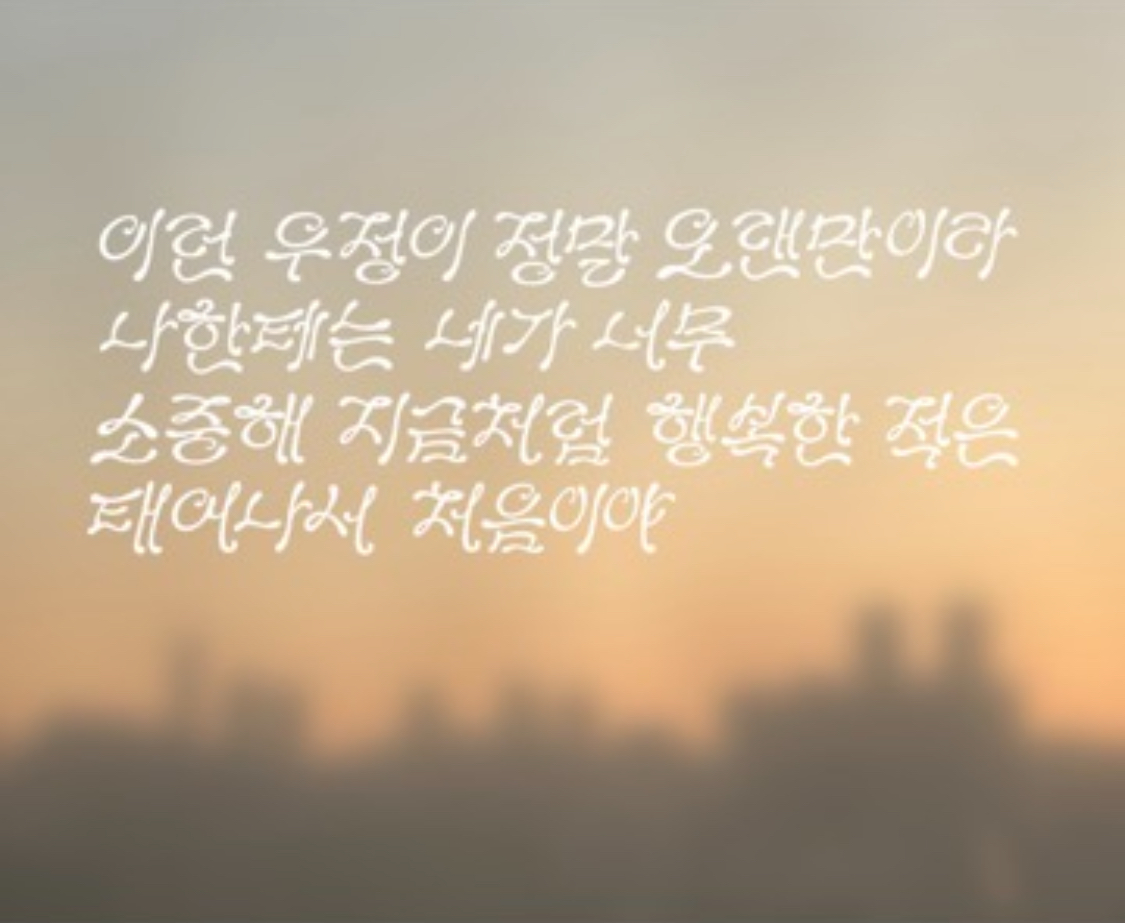 이런 우정이 정말 오랜만이라
나한테는 네가 너무
소중해 지금처럼 행복한 적은
태어나서 처음이야